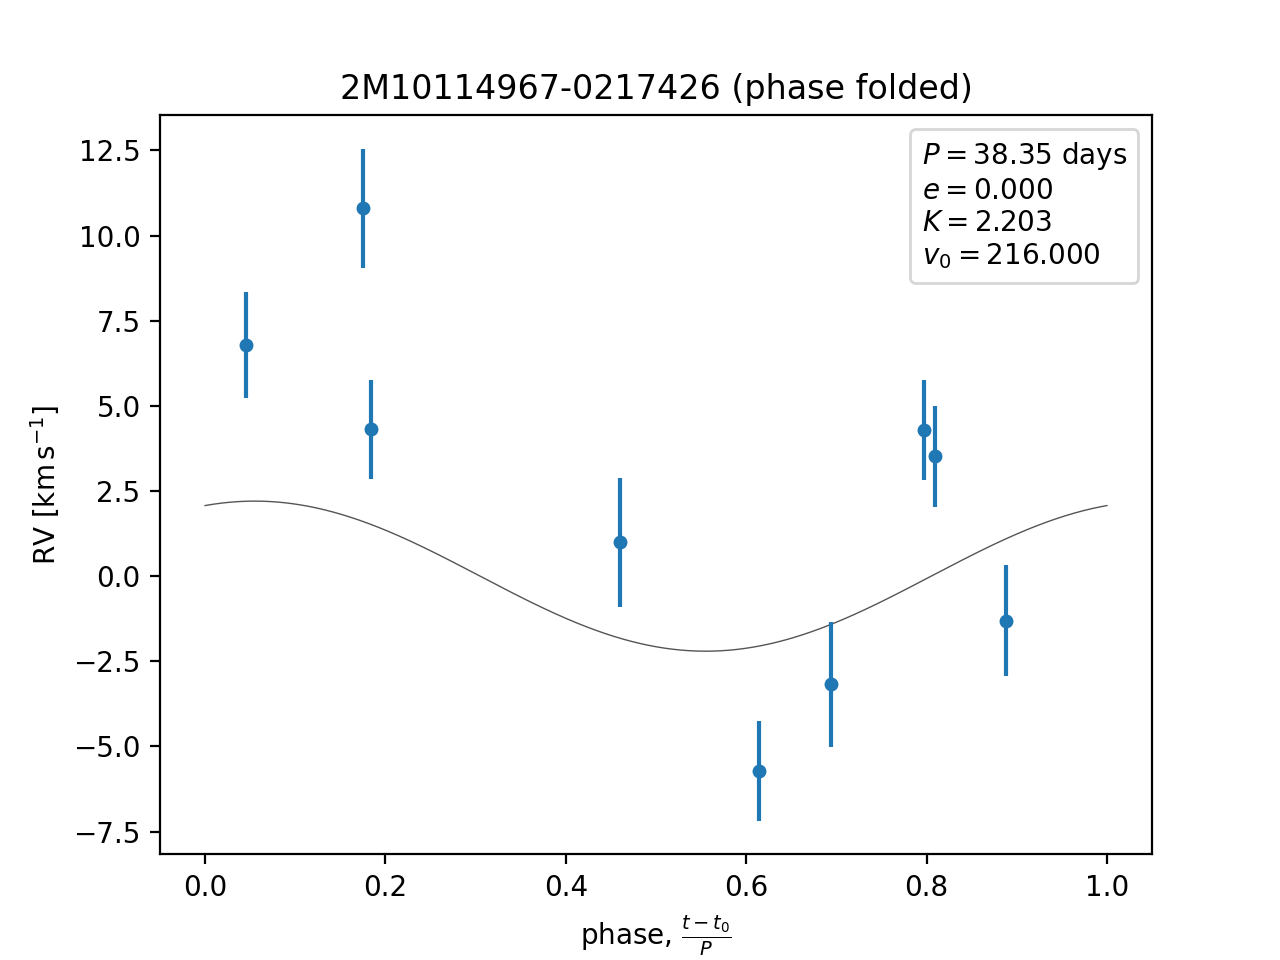 2M10114967-0217426 (phase folded)
P = 38.35 days
e = 0.000
K = 2.203
v₀ = 216.000
12.5
10.0
7.5
5.0
2.5
0.0
−2.5
−5.0
−7.5
RV [km s⁻¹]
0.0 0.2 0.4 0.6 0.8 1.0
phase, (t − t₀)/P